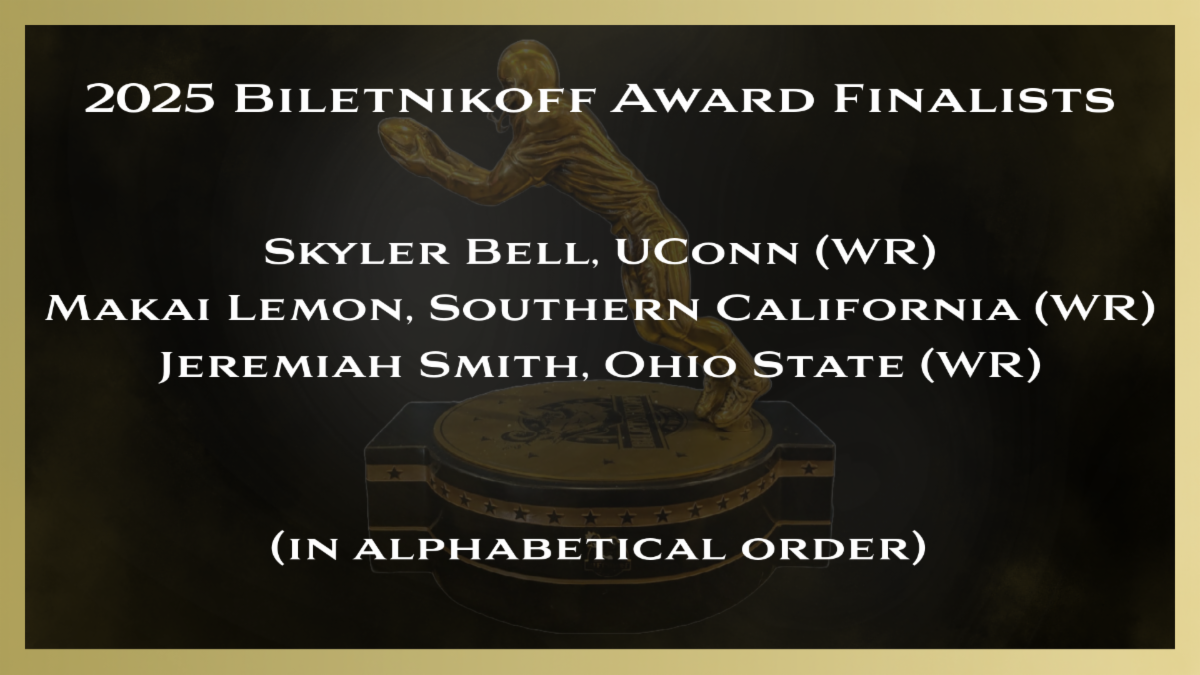 2025 Biletnikoff Award Finalists
Skyler Bell, UConn (WR)
Makai Lemon, Southern California (WR)
Jeremiah Smith, Ohio State (WR)
(in alphabetical order)